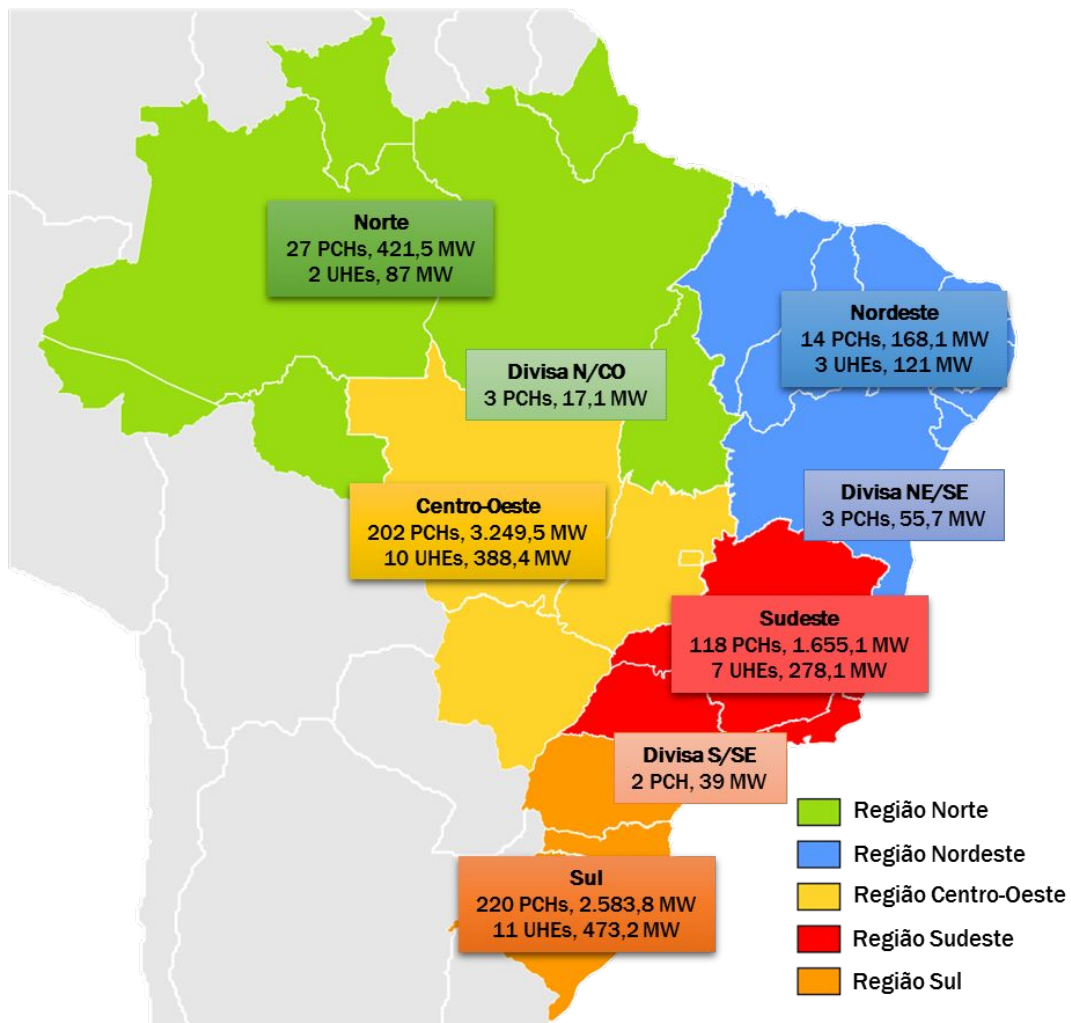 Norte
27 PCHs, 421,5 MW
2 UHEs, 87 MW
Nordeste
14 PCHs, 168,1 MW
3 UHEs, 121 MW
Divisa N/CO
3 PCHs, 17,1 MW
Divisa NE/SE
3 PCHs, 55,7 MW
Centro-Oeste
202 PCHs, 3.249,5 MW
10 UHEs, 388,4 MW
Sudeste
118 PCHs, 1.655,1 MW
7 UHEs, 278,1 MW
Divisa S/SE
2 PCH, 39 MW
Sul
220 PCHs, 2.583,8 MW
11 UHEs, 473,2 MW
Região Norte
Região Nordeste
Região Centro-Oeste
Região Sudeste
Região Sul